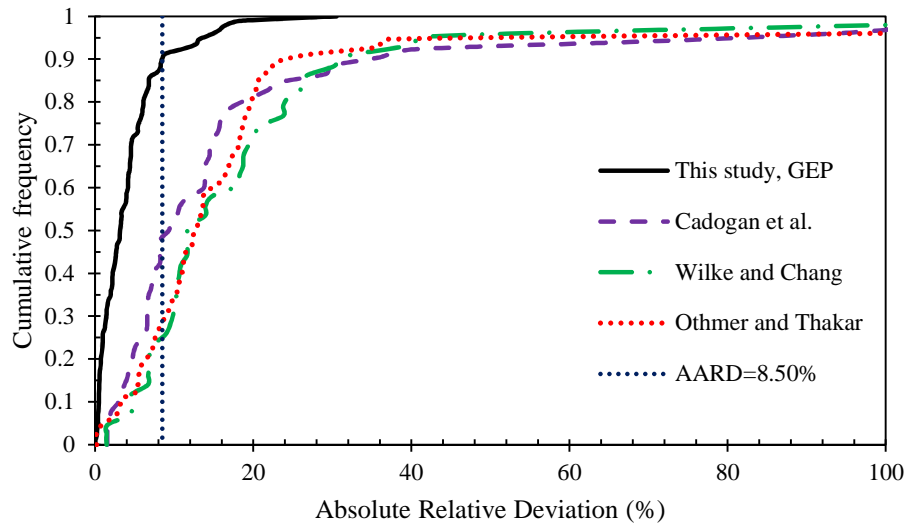 1
0.9
0.8
0.7
0.6
0.5
0.4
0.3
0.2
0.1
0
Cumulative frequency
This study, GEP
Cadogan et al.
Wilke and Chang
Othmer and Thakar
AARD=8.50%
0 20 40 60 80 100
Absolute Relative Deviation (%)